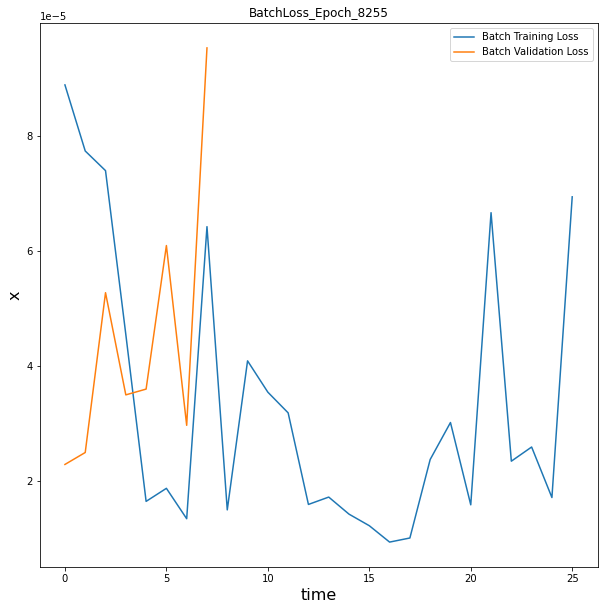 BatchLoss_Epoch_8255
1e−5
Batch Training Loss
Batch Validation Loss
8
6
4
2
x
0 5 10 15 20 25
time